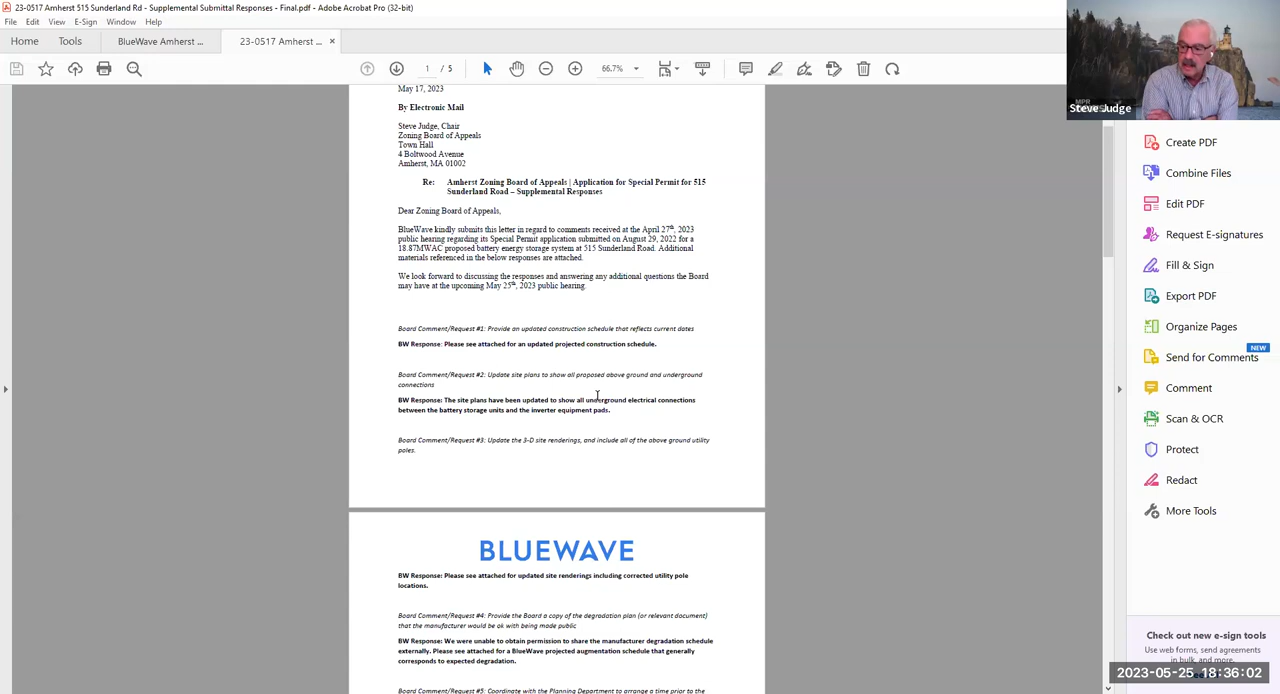 23-0517 Amherst 515 Sunderland Rd - Supplemental Submittal Responses - Final.pdf - Adobe Acrobat Pro (32-bit)
File Edit View E-Sign Window Help
Home Tools BlueWave Amherst ... 23-0517 Amherst ... ×
1 / 5 66.7%
May 17, 2023
By Electronic Mail
Steve Judge, Chair
Zoning Board of Appeals
Town Hall
4 Boltwood Avenue
Amherst, MA 01002
Re: Amherst Zoning Board of Appeals | Application for Special Permit for 515
Sunderland Road – Supplemental Responses
Dear Zoning Board of Appeals,
BlueWave kindly submits this letter in regard to comments received at the April 27th, 2023
public hearing regarding its Special Permit application submitted on August 29, 2022 for a
18.87MWAC proposed battery energy storage system at 515 Sunderland Road. Additional
materials referenced in the below responses are attached.
We look forward to discussing the responses and answering any additional questions the Board
may have at the upcoming May 25th, 2023 public hearing.
Board Comment/Request #1: Provide an updated construction schedule that reflects current dates
BW Response: Please see attached for an updated projected construction schedule.
Board Comment/Request #2: Update site plans to show all proposed above ground and underground
connections
BW Response: The site plans have been updated to show all underground electrical connections
between the battery storage units and the inverter equipment pads.
Board Comment/Request #3: Update the 3-D site renderings, and include all of the above ground utility
poles.
BLUEWAVE
BW Response: Please see attached for updated site renderings including corrected utility pole
locations.
Board Comment/Request #4: Provide the Board a copy of the degradation plan (or relevant document)
that the manufacturer would be ok with being made public
BW Response: We were unable to obtain permission to share the manufacturer degradation schedule
externally. Please see attached for a BlueWave projected augmentation schedule that generally
corresponds to expected degradation.
Board Comment/Request #5: Coordinate with the Planning Department to arrange a time prior to the
MPR
Steve Judge
Create PDF
Combine Files
Edit PDF
Request E-signatures
Fill & Sign
Export PDF
Organize Pages
NEW
Send for Comments
Comment
Scan & OCR
Protect
Redact
More Tools
Check out new e-sign tools
Use web forms, send agreements
in bulk, and more.
2023-05-25 18:36:02